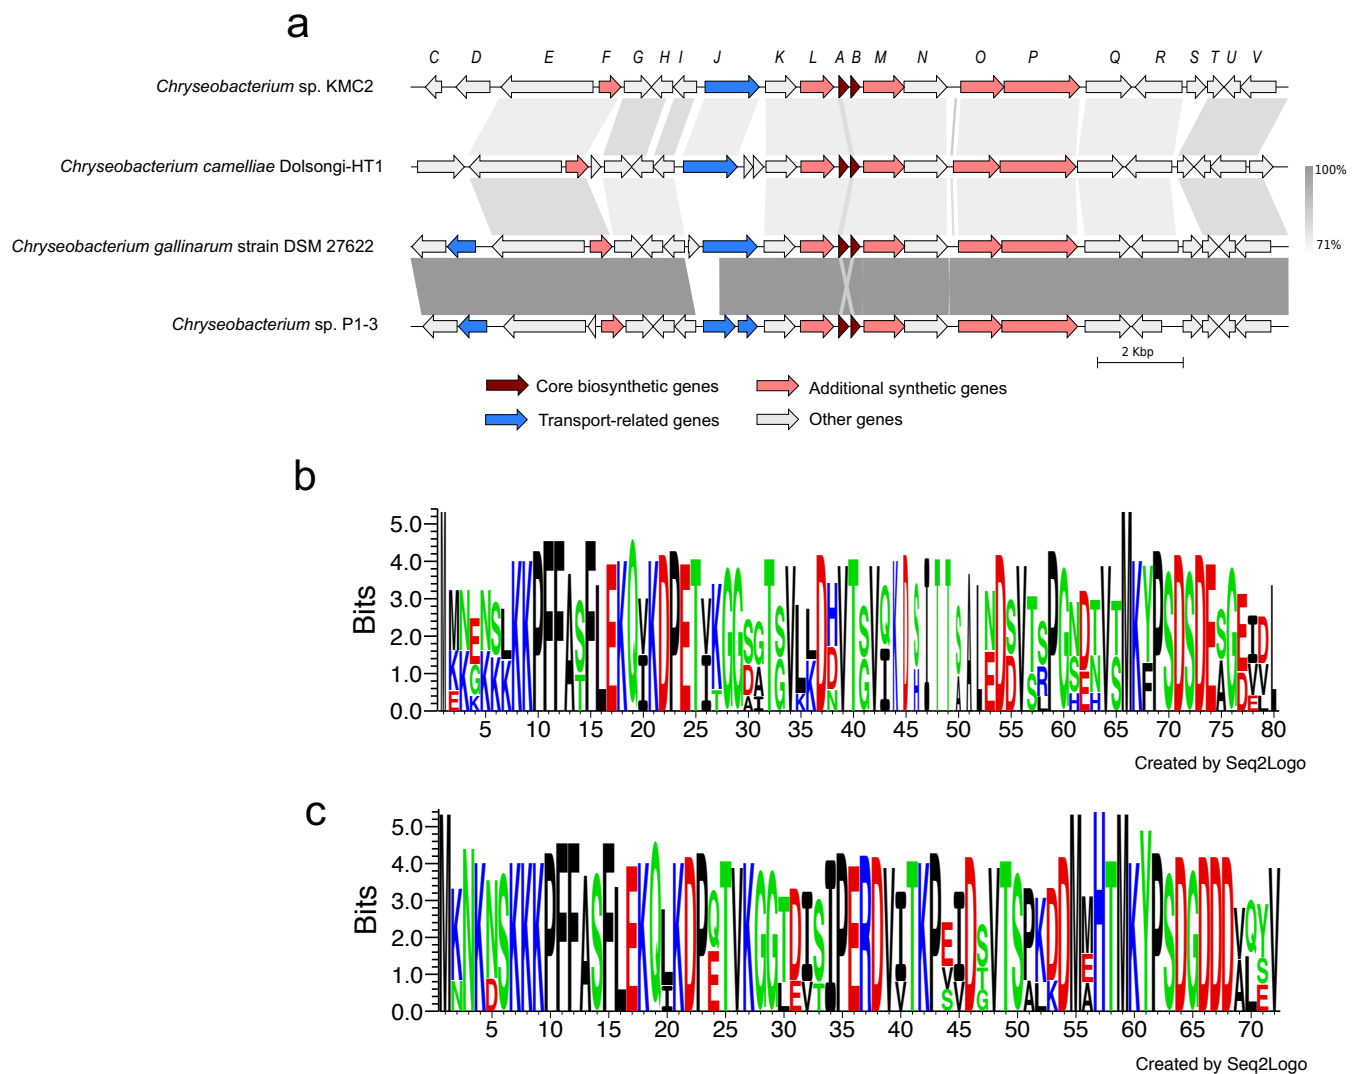 a
C D E F G H I J K L A B M N O P Q R S T U V
Chryseobacterium sp. KMC2
Chryseobacterium camelliae Dolsongi-HT1
100%
Chryseobacterium gallinarum strain DSM 27622
71%
Chryseobacterium sp. P1-3
2 Kbp
Core biosynthetic genes
Additional synthetic genes
Transport-related genes
Other genes
b
Bits
5.0
4.0
3.0
2.0
1.0
0.0
5 10 15 20 25 30 35 40 45 50 55 60 65 70 75 80
Created by Seq2Logo
c
Bits
5.0
4.0
3.0
2.0
1.0
0.0
5 10 15 20 25 30 35 40 45 50 55 60 65 70
Created by Seq2Logo